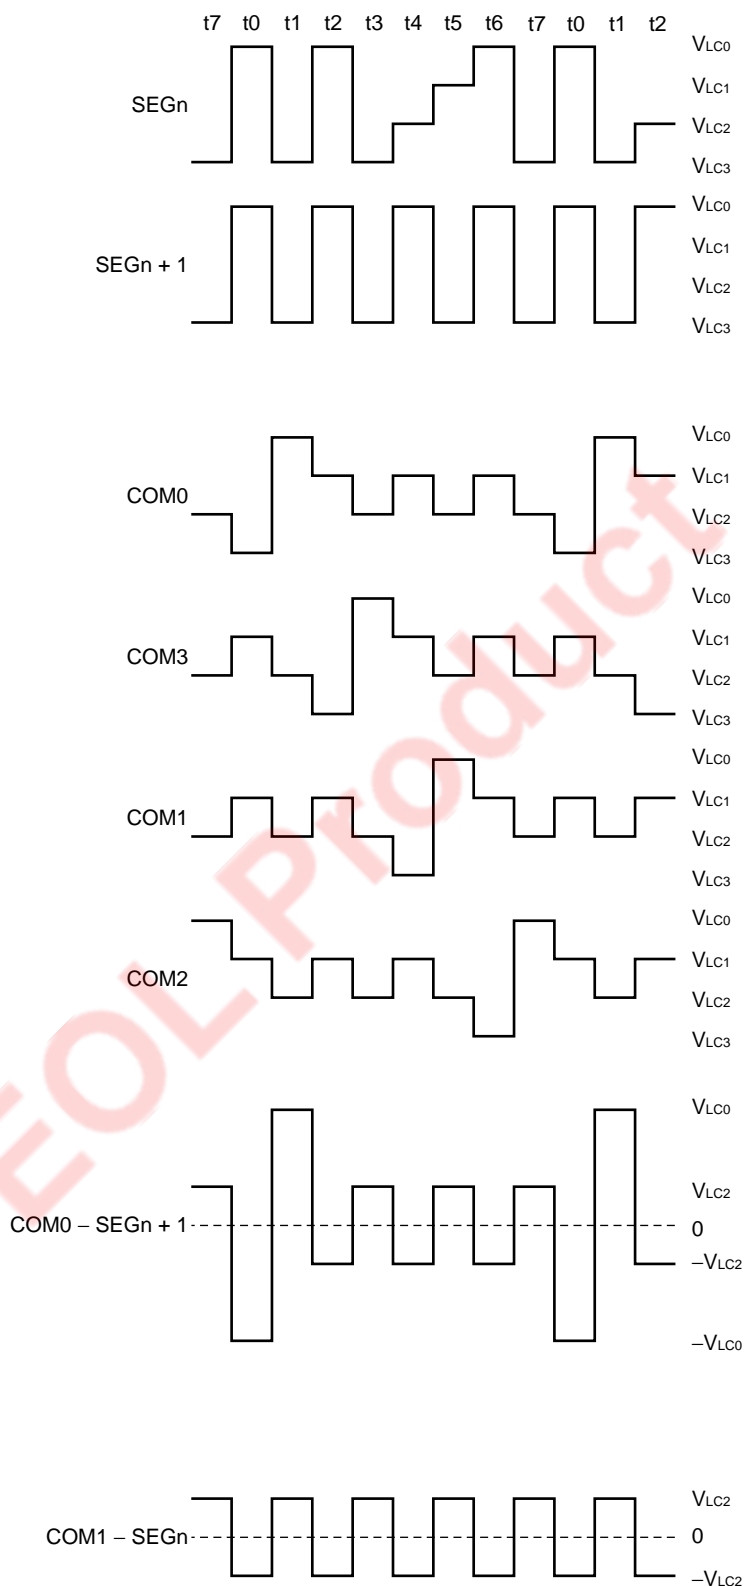 t7 t0 t1 t2 t3 t4 t5 t6 t7 t0 t1 t2
VLC0
VLC1
SEGn
VLC2
VLC3
VLC0
VLC1
SEGn + 1
VLC2
VLC3
VLC0
VLC1
COM0
VLC2
VLC3
VLC0
VLC1
COM3
VLC2
VLC3
VLC0
VLC1
COM1
VLC2
VLC3
VLC0
VLC1
COM2
VLC2
VLC3
VLC0
VLC2
COM0 – SEGn + 1
0
–VLC2
–VLC0
VLC2
COM1 – SEGn
0
–VLC2
EOL Product